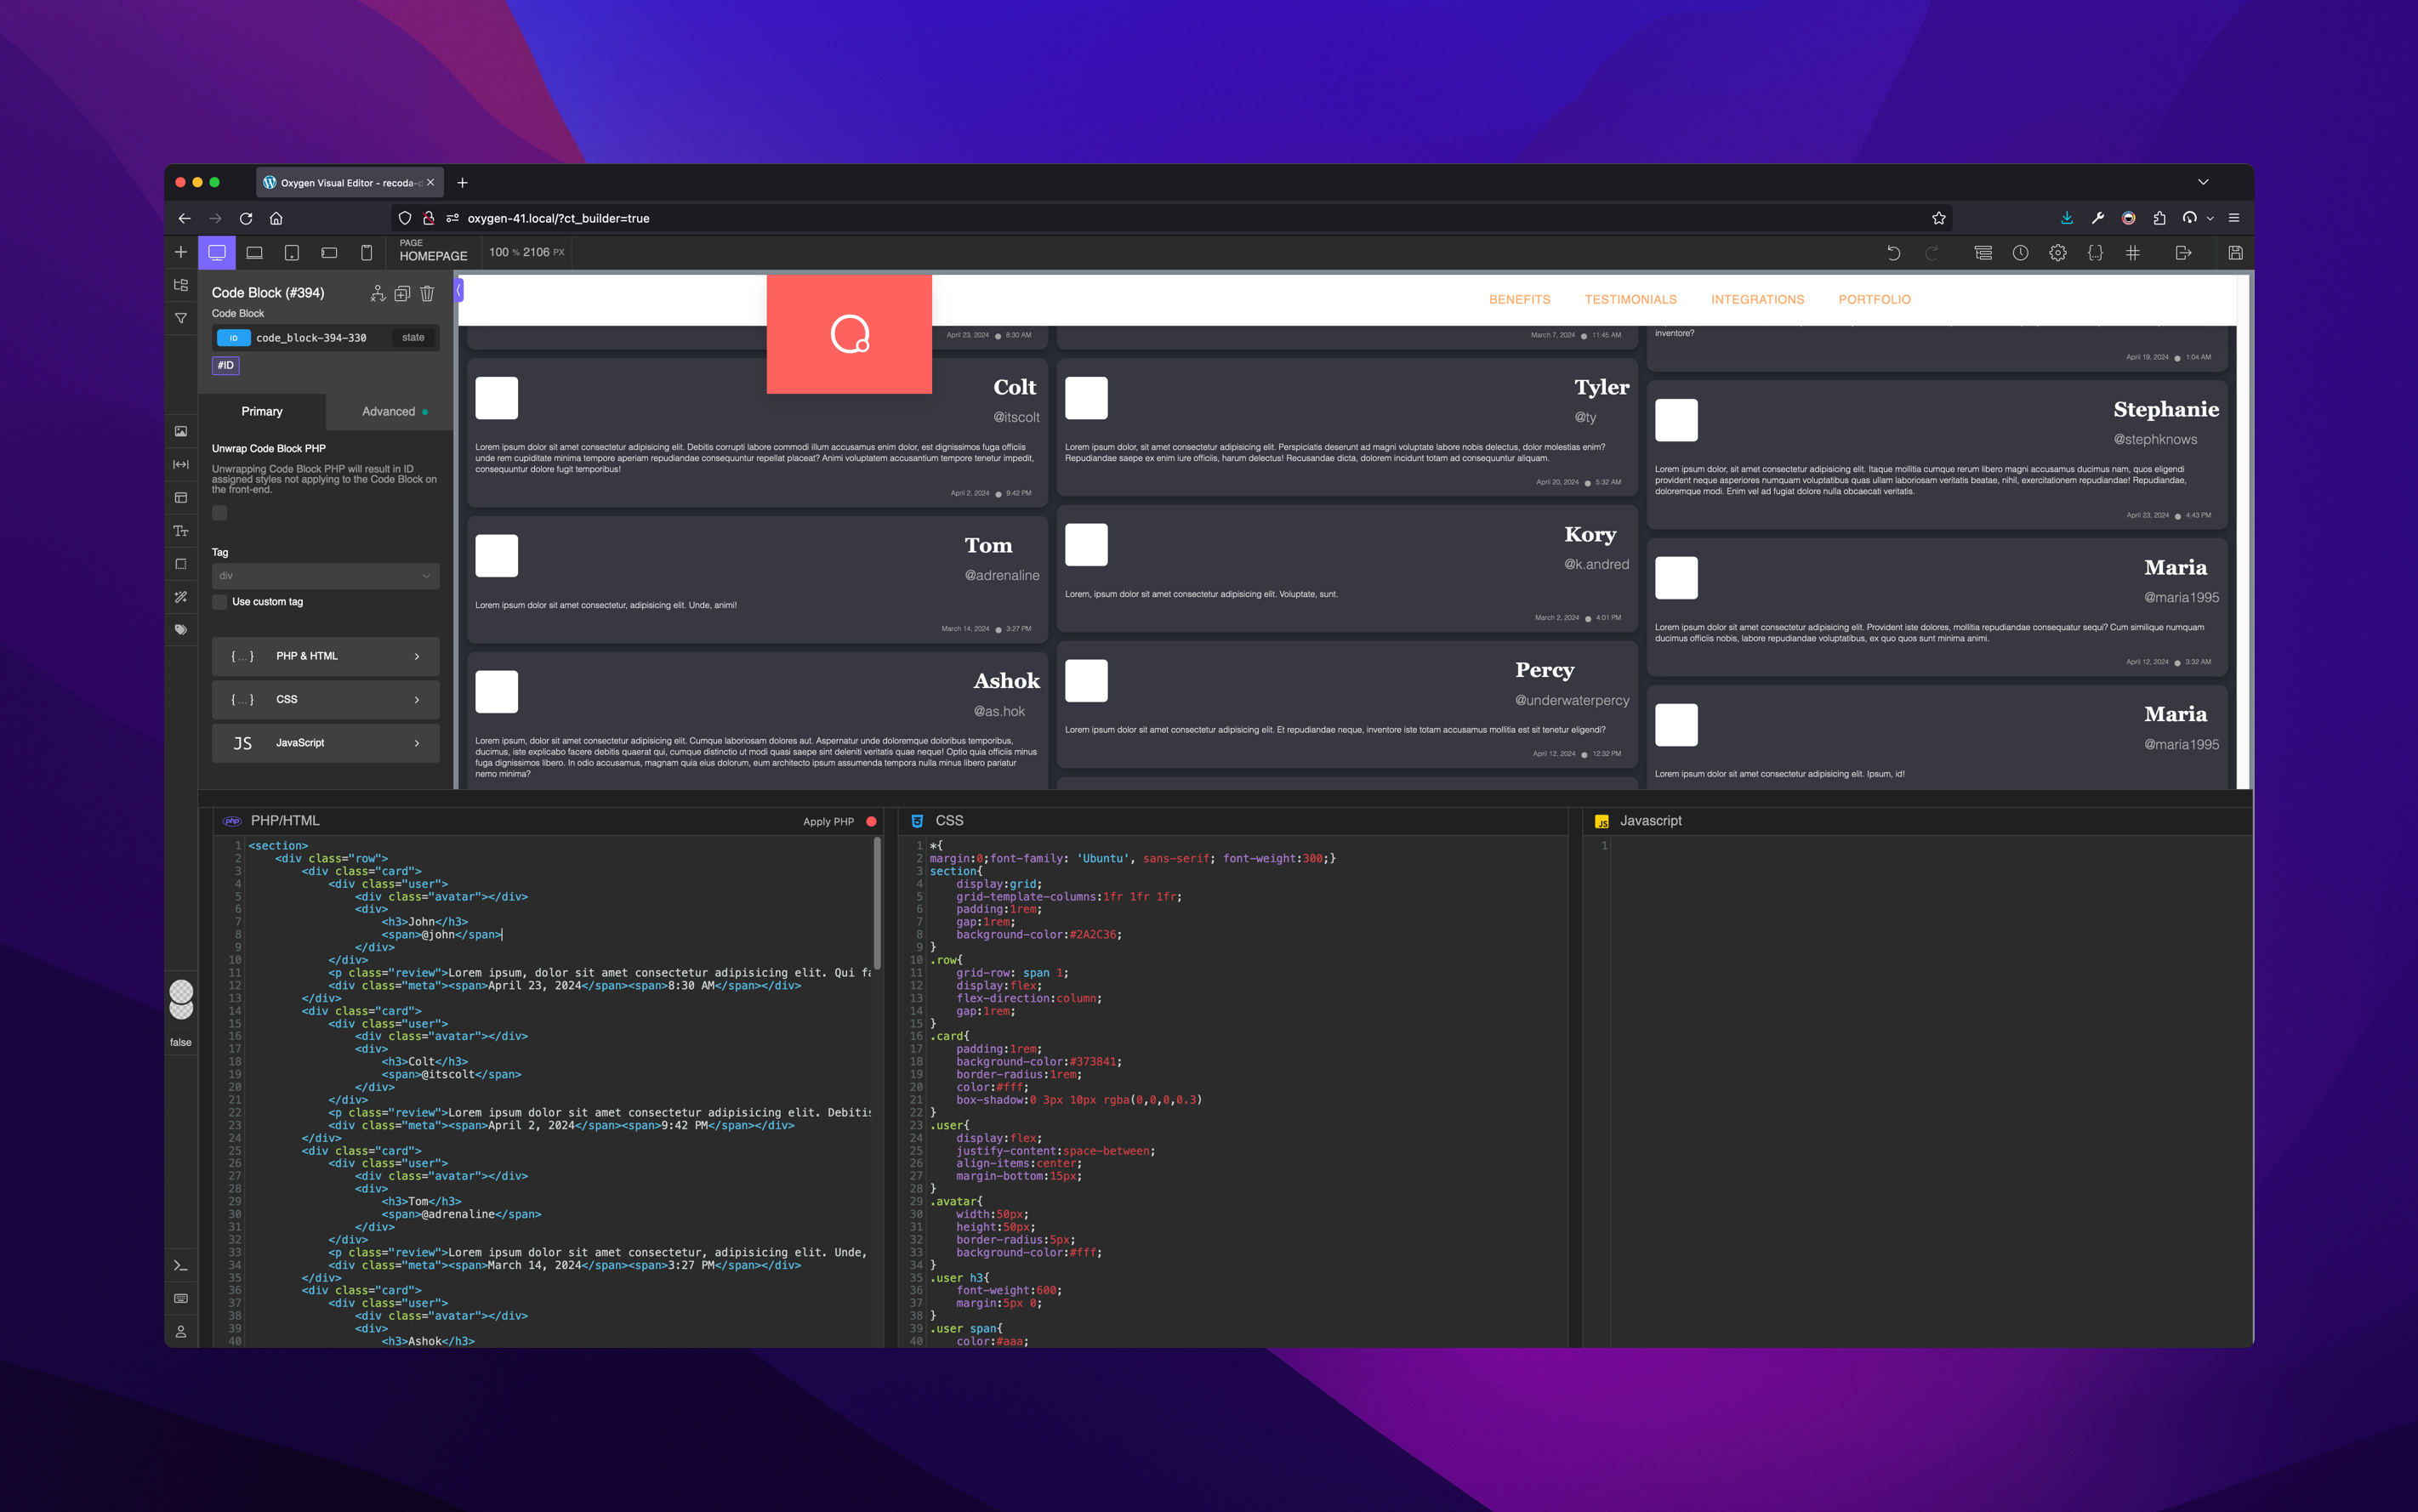 Oxygen Visual Editor - recoda-d
oxygen-41.local/?ct_builder=true
PAGE
HOMEPAGE
100 % 2106 PX
Code Block (#394)
Code Block
ID code_block-394-330 state
#ID
Primary Advanced
Unwrap Code Block PHP
Unwrapping Code Block PHP will result in ID
assigned styles not applying to the Code Block on
the front-end.
Tag
div
Use custom tag
{...} PHP & HTML
{...} CSS
JS JavaScript
false
BENEFITS TESTIMONIALS INTEGRATIONS PORTFOLIO
April 23, 2024 8:30 AM
Colt
@itscolt
Lorem ipsum dolor sit amet consectetur adipisicing elit. Debitis corrupti labore commodi illum accusamus enim dolor, est dignissimos fuga officiis
unde rem cupiditate minima tempore aperiam repudiandae consequuntur repellat placeat? Animi voluptatem accusantium tempore tenetur impedit,
consequuntur dolore fugit temporibus!
April 2, 2024 9:42 PM
Tom
@adrenaline
Lorem ipsum dolor sit amet consectetur, adipisicing elit. Unde, animi!
March 14, 2024 3:27 PM
Ashok
@as.hok
Lorem ipsum, dolor sit amet consectetur adipisicing elit. Cumque laboriosam dolores aut. Aspernatur unde doloremque doloribus temporibus,
ducimus, iste explicabo facere debitis quaerat qui, cumque distinctio ut modi quasi saepe sint deleniti veritatis quae neque! Optio quia officiis minus
fuga dignissimos libero. In odio accusamus, magnam quia eius dolorum, eum architecto ipsum assumenda tempora nulla minus libero pariatur
nemo minima?
March 7, 2024 11:45 AM
Tyler
@ty
Lorem ipsum dolor, sit amet consectetur adipisicing elit. Perspiciatis deserunt ad magni voluptate labore nobis delectus, dolor molestias enim?
Repudiandae saepe ex enim iure officiis, harum delectus! Recusandae dicta, dolorem incidunt totam ad consequuntur aliquam.
April 20, 2024 5:32 AM
Kory
@k.andred
Lorem, ipsum dolor sit amet consectetur adipisicing elit. Voluptate, sunt.
March 2, 2024 4:01 PM
Percy
@underwaterpercy
Lorem ipsum dolor sit amet consectetur adipisicing elit. Et repudiandae neque, inventore iste totam accusamus mollitia est sit tenetur eligendi?
April 12, 2024 12:32 PM
inventore?
April 19, 2024 1:04 AM
Stephanie
@stephknows
Lorem ipsum dolor, sit amet consectetur adipisicing elit. Itaque mollitia cumque rerum libero magni accusamus ducimus nam, quos eligendi
provident neque asperiores numquam voluptatibus quas ullam laboriosam veritatis beatae, nihil, exercitationem repudiandae! Repudiandae,
doloremque modi. Enim vel ad fugiat dolore nulla obcaecati veritatis.
April 23, 2024 4:43 PM
Maria
@maria1995
Lorem ipsum dolor sit amet consectetur adipisicing elit. Provident iste dolores, mollitia repudiandae consequatur sequi? Cum similique numquam
ducimus officiis nobis, labore repudiandae voluptatibus, ex quo quos sunt minima animi.
April 12, 2024 3:32 AM
Maria
@maria1995
Lorem ipsum dolor sit amet consectetur adipisicing elit. Ipsum, id!
php PHP/HTML Apply PHP
1 <section>
2 <div class="row">
3 <div class="card">
4 <div class="user">
5 <div class="avatar"></div>
6 <div>
7 <h3>John</h3>
8 <span>@john</span>
9 </div>
10 </div>
11 <p class="review">Lorem ipsum, dolor sit amet consectetur adipisicing elit. Qui fa
12 <div class="meta"><span>April 23, 2024</span><span>8:30 AM</span></div>
13 </div>
14 <div class="card">
15 <div class="user">
16 <div class="avatar"></div>
17 <div>
18 <h3>Colt</h3>
19 <span>@itscolt</span>
20 </div>
21 </div>
22 <p class="review">Lorem ipsum dolor sit amet consectetur adipisicing elit. Debitis
23 <div class="meta"><span>April 2, 2024</span><span>9:42 PM</span></div>
24 </div>
25 <div class="card">
26 <div class="user">
27 <div class="avatar"></div>
28 <div>
29 <h3>Tom</h3>
30 <span>@adrenaline</span>
31 </div>
32 </div>
33 <p class="review">Lorem ipsum dolor sit amet consectetur, adipisicing elit. Unde,
34 <div class="meta"><span>March 14, 2024</span><span>3:27 PM</span></div>
35 </div>
36 <div class="card">
37 <div class="user">
38 <div class="avatar"></div>
39 <div>
40 <h3>Ashok</h3>
CSS
1 *{
2 margin:0;font-family: 'Ubuntu', sans-serif; font-weight:300;}
3 section{
4 display:grid;
5 grid-template-columns:1fr 1fr 1fr;
6 padding:1rem;
7 gap:1rem;
8 background-color:#2A2C36;
9 }
10 .row{
11 grid-row: span 1;
12 display:flex;
13 flex-direction:column;
14 gap:1rem;
15 }
16 .card{
17 padding:1rem;
18 background-color:#373841;
19 border-radius:1rem;
20 color:#fff;
21 box-shadow:0 3px 10px rgba(0,0,0,0.3)
22 }
23 .user{
24 display:flex;
25 justify-content:space-between;
26 align-items:center;
27 margin-bottom:15px;
28 }
29 .avatar{
30 width:50px;
31 height:50px;
32 border-radius:5px;
33 background-color:#fff;
34 }
35 .user h3{
36 font-weight:600;
37 margin:5px 0;
38 }
39 .user span{
40 color:#aaa;
JS Javascript
1